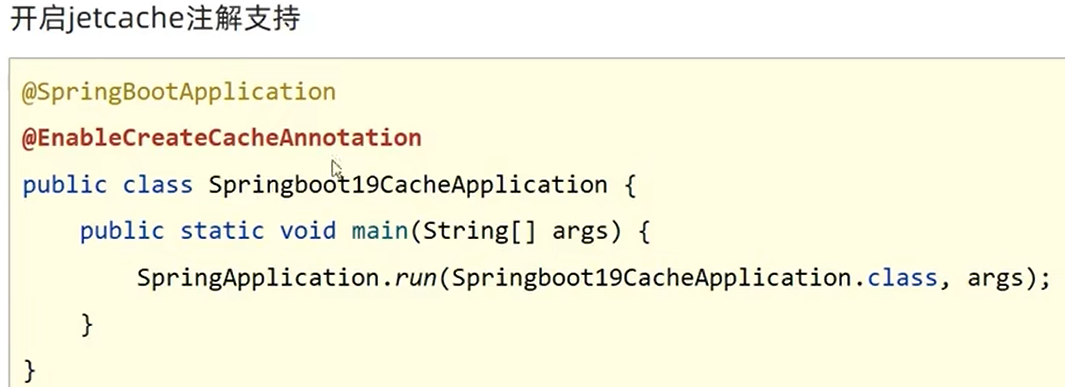 开启jetcache注解支持
@SpringBootApplication
@EnableCreateCacheAnnotation
public class Springboot19CacheApplication {
    public static void main(String[] args) {
        SpringApplication.run(Springboot19CacheApplication.class, args);
    }
}